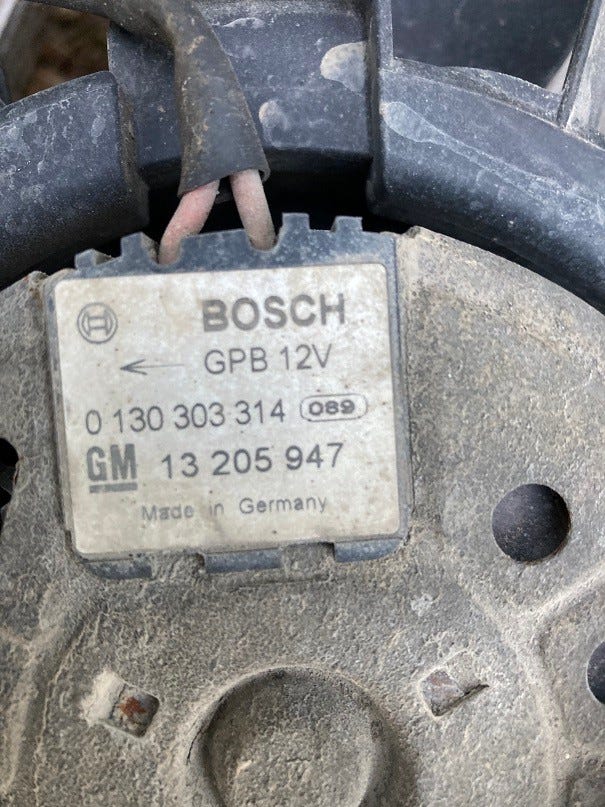 BOSCH
GPB 12V
0 130 303 314 089
GM 13 205 947
Made in Germany